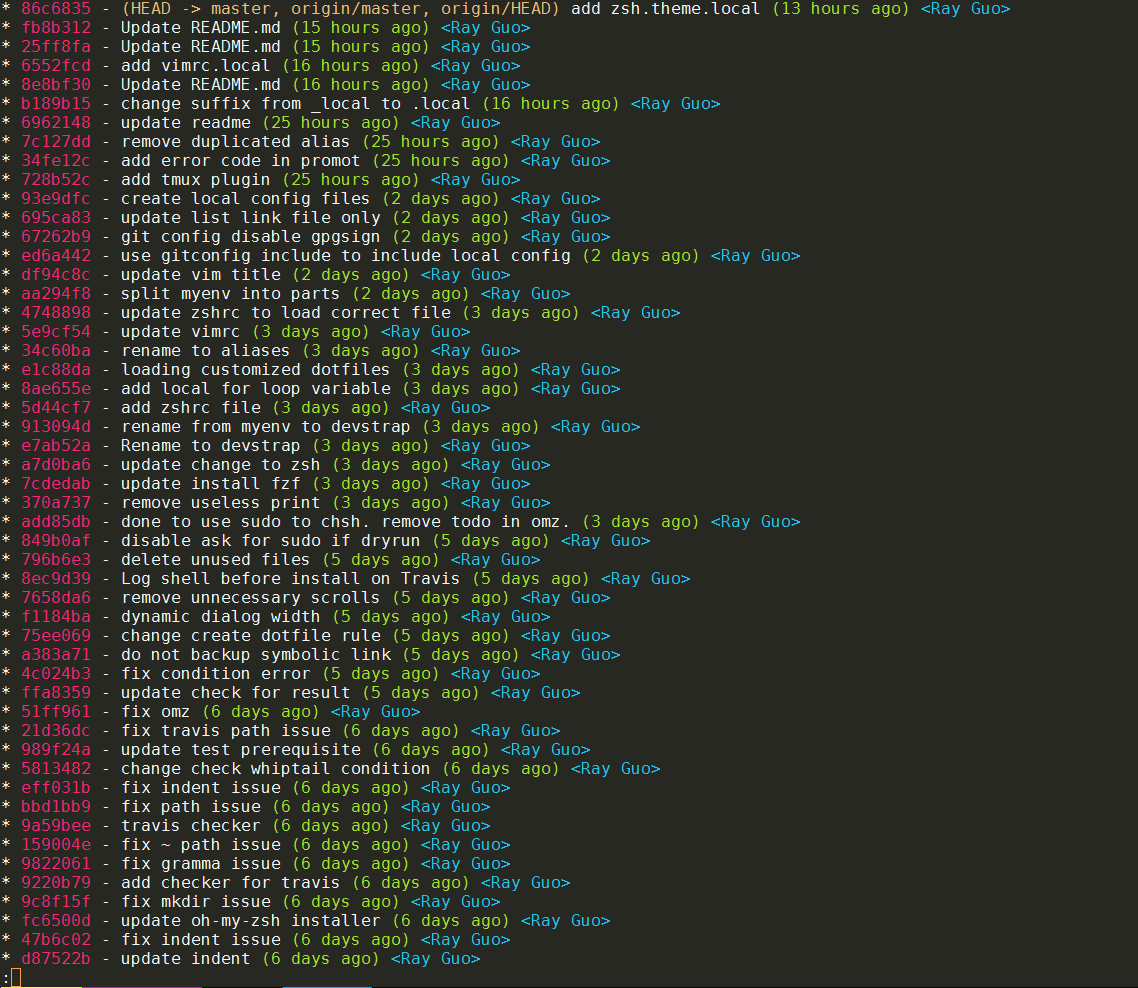 * 86c6835 - (HEAD -> master, origin/master, origin/HEAD) add zsh.theme.local (13 hours ago) <Ray Guo>
* fb8b312 - Update README.md (15 hours ago) <Ray Guo>
* 25ff8fa - Update README.md (15 hours ago) <Ray Guo>
* 6552fcd - add vimrc.local (16 hours ago) <Ray Guo>
* 8e8bf30 - Update README.md (16 hours ago) <Ray Guo>
* b189b15 - change suffix from _local to .local (16 hours ago) <Ray Guo>
* 6962148 - update readme (25 hours ago) <Ray Guo>
* 7c127dd - remove duplicated alias (25 hours ago) <Ray Guo>
* 34fe12c - add error code in promot (25 hours ago) <Ray Guo>
* 728b52c - add tmux plugin (25 hours ago) <Ray Guo>
* 93e9dfc - create local config files (2 days ago) <Ray Guo>
* 695ca83 - update list link file only (2 days ago) <Ray Guo>
* 67262b9 - git config disable gpgsign (2 days ago) <Ray Guo>
* ed6a442 - use gitconfig include to include local config (2 days ago) <Ray Guo>
* df94c8c - update vim title (2 days ago) <Ray Guo>
* aa294f8 - split myenv into parts (2 days ago) <Ray Guo>
* 4748898 - update zshrc to load correct file (3 days ago) <Ray Guo>
* 5e9cf54 - update vimrc (3 days ago) <Ray Guo>
* 34c60ba - rename to aliases (3 days ago) <Ray Guo>
* e1c88da - loading customized dotfiles (3 days ago) <Ray Guo>
* 8ae655e - add local for loop variable (3 days ago) <Ray Guo>
* 5d44cf7 - add zshrc file (3 days ago) <Ray Guo>
* 913094d - rename from myenv to devstrap (3 days ago) <Ray Guo>
* e7ab52a - Rename to devstrap (3 days ago) <Ray Guo>
* a7d0ba6 - update change to zsh (3 days ago) <Ray Guo>
* 7cdedab - update install fzf (3 days ago) <Ray Guo>
* 370a737 - remove useless print (3 days ago) <Ray Guo>
* add85db - done to use sudo to chsh. remove todo in omz. (3 days ago) <Ray Guo>
* 849b0af - disable ask for sudo if dryrun (5 days ago) <Ray Guo>
* 796b6e3 - delete unused files (5 days ago) <Ray Guo>
* 8ec9d39 - Log shell before install on Travis (5 days ago) <Ray Guo>
* 7658da6 - remove unnecessary scrolls (5 days ago) <Ray Guo>
* f1184ba - dynamic dialog width (5 days ago) <Ray Guo>
* 75ee069 - change create dotfile rule (5 days ago) <Ray Guo>
* a383a71 - do not backup symbolic link (5 days ago) <Ray Guo>
* 4c024b3 - fix condition error (5 days ago) <Ray Guo>
* ffa8359 - update check for result (5 days ago) <Ray Guo>
* 51ff961 - fix omz (6 days ago) <Ray Guo>
* 21d36dc - fix travis path issue (6 days ago) <Ray Guo>
* 989f24a - update test prerequisite (6 days ago) <Ray Guo>
* 5813482 - change check whiptail condition (6 days ago) <Ray Guo>
* eff031b - fix indent issue (6 days ago) <Ray Guo>
* bbd1bb9 - fix path issue (6 days ago) <Ray Guo>
* 9a59bee - travis checker (6 days ago) <Ray Guo>
* 159004e - fix ~ path issue (6 days ago) <Ray Guo>
* 9822061 - fix gramma issue (6 days ago) <Ray Guo>
* 9220b79 - add checker for travis (6 days ago) <Ray Guo>
* 9c8f15f - fix mkdir issue (6 days ago) <Ray Guo>
* fc6500d - update oh-my-zsh installer (6 days ago) <Ray Guo>
* 47b6c02 - fix indent issue (6 days ago) <Ray Guo>
* d87522b - update indent (6 days ago) <Ray Guo>
: